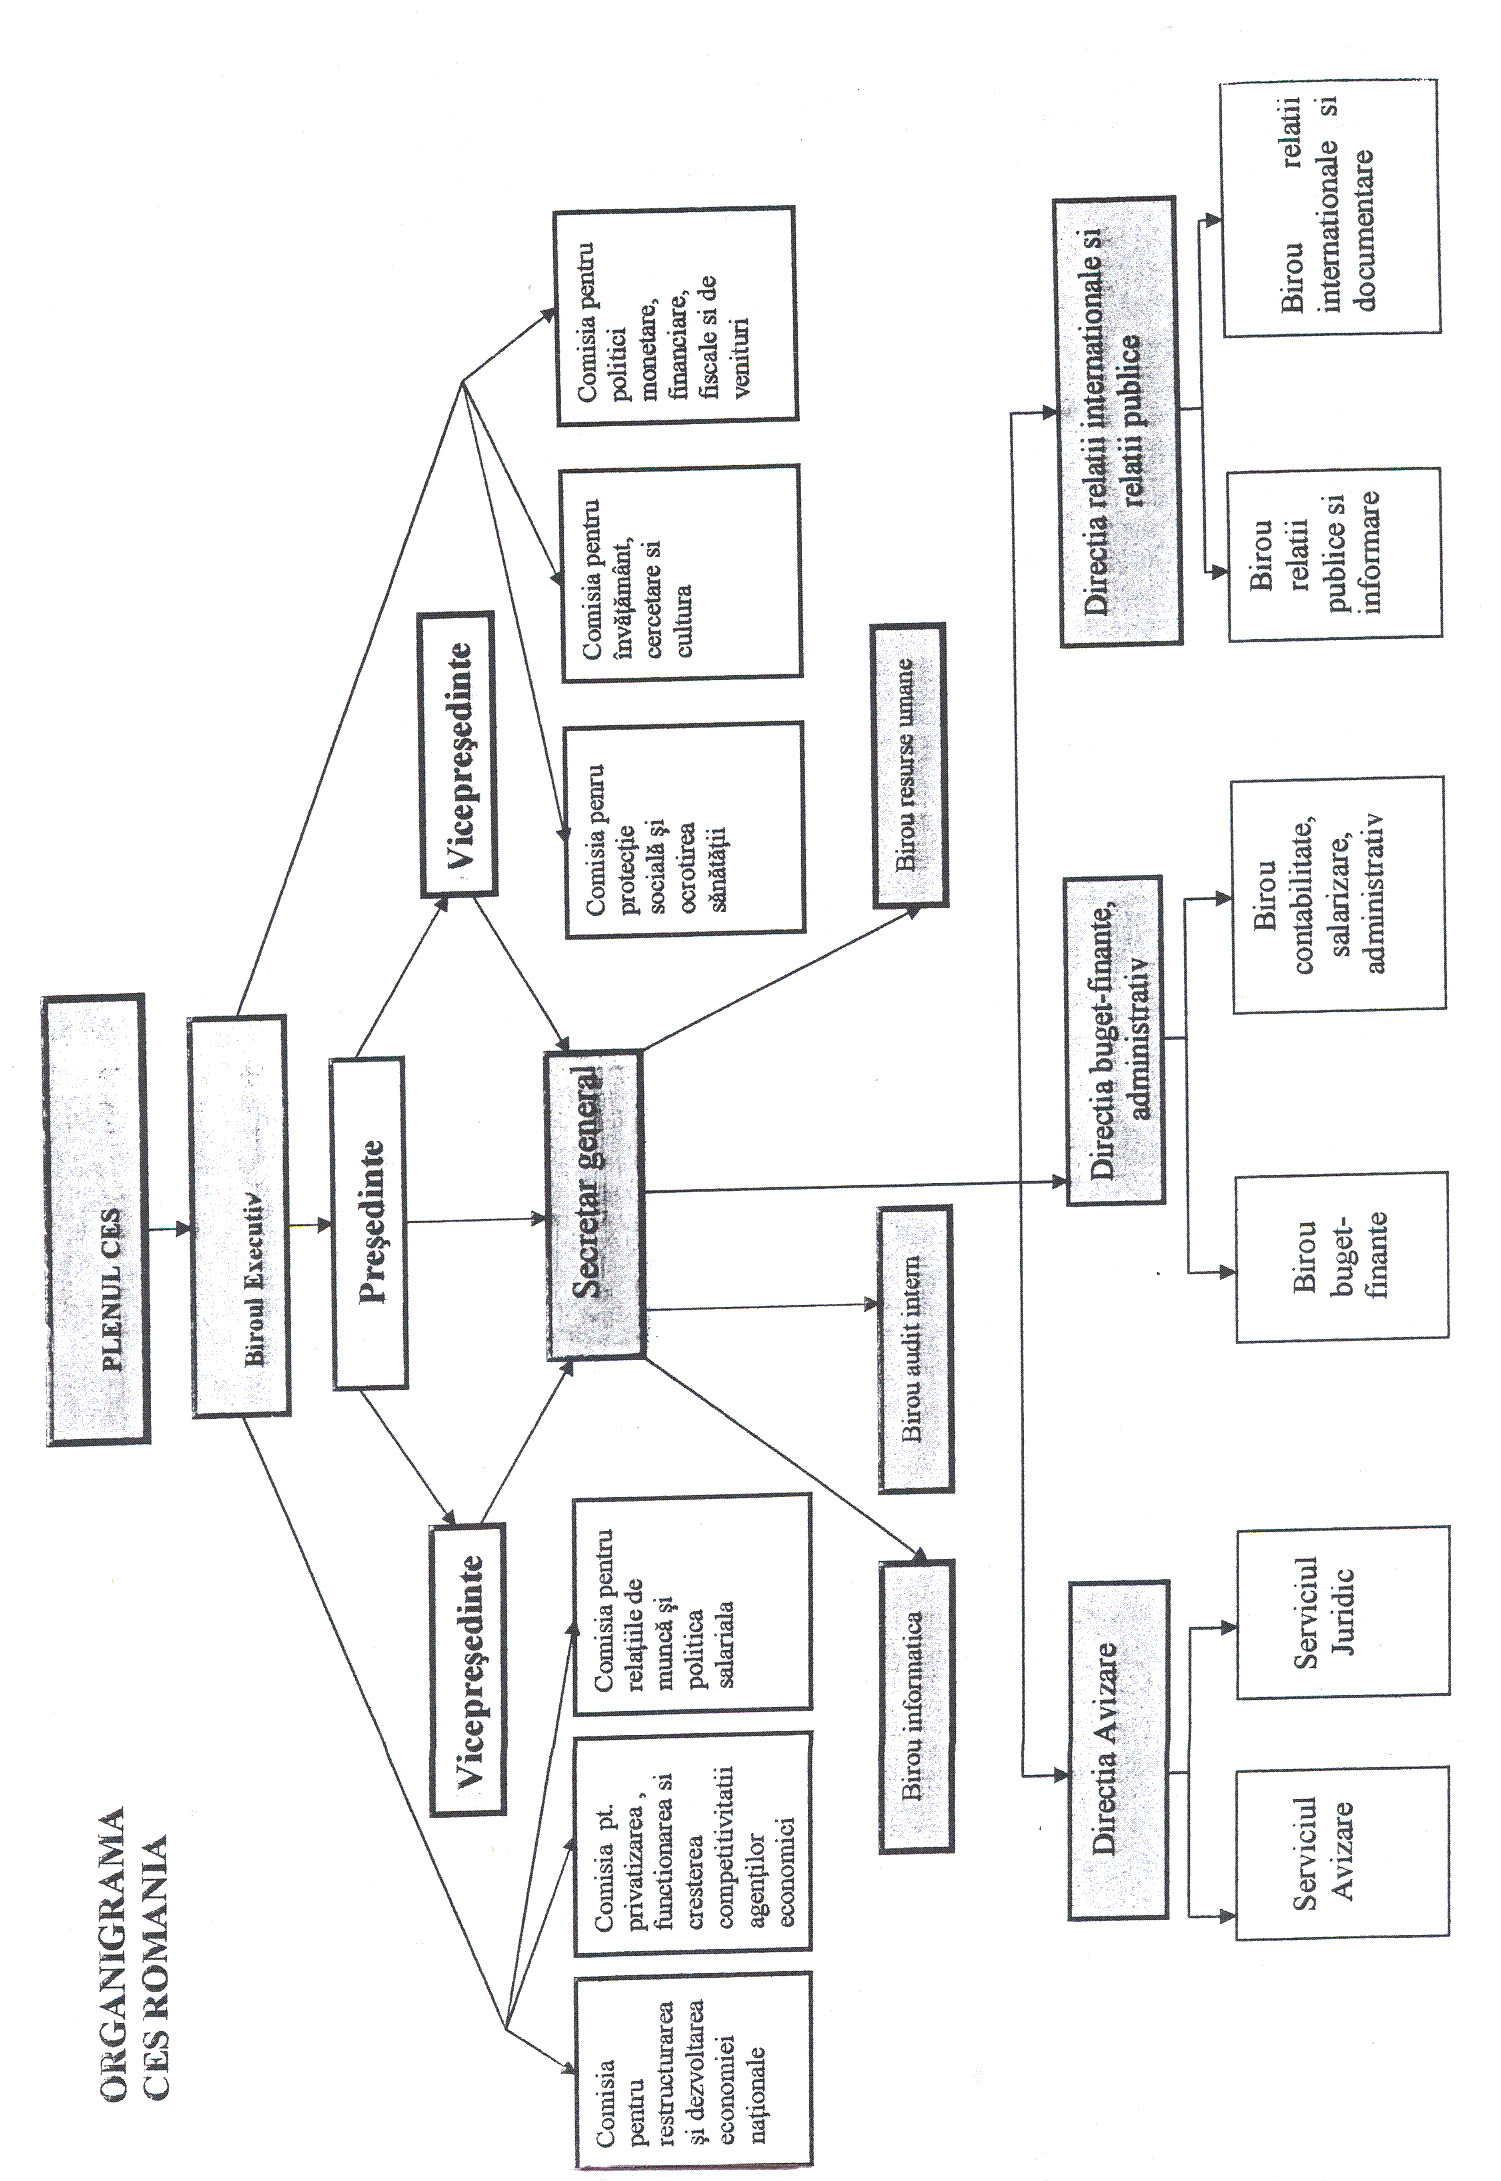 ORGANIGRAMA
CES ROMANIA
PLENUL CES
Biroul Executiv
Preşedinte
Vicepreşedinte
Vicepreşedinte
Secretar general
Comisia
pentru
restructurarea
şi dezvoltarea
economiei
naţionale
Comisia pt.
privatizarea ,
functionarea si
cresterea
competitivitatii
agenţilor
economici
Comisia pentru
relaţiile de
muncă şi
politica
salariala
Comisia penru
protecţie
socială şi
ocrotirea
sănătăţii
Comisia pentru
învăţământ,
cercetare si
cultura
Comisia pentru
politici
monetare,
financiare,
fiscale si de
venituri
Birou informatica
Birou audit intern
Birou resurse umane
Directia Avizare
Directia buget-finante,
administrativ
Directia relatii internationale si
relatii publice
Serviciul
Avizare
Serviciul
Juridic
Birou
buget-
finante
Birou
contabilitate,
salarizare,
administrativ
Birou
relatii
publice si
informare
Birou relatii
internationale si
documentare